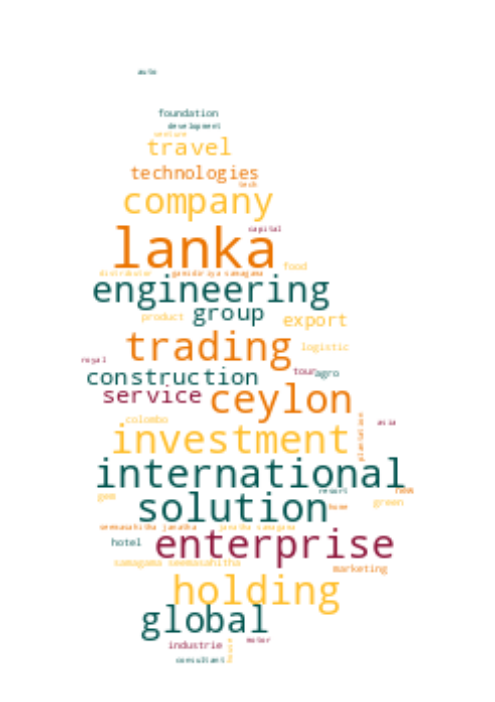 auto
foundation
development
venture
travel
technologies
tech
company
capital
lanka
food
distributor gamidiriya samagama
engineering
group
product export
trading
logistic
royal
tour agro
construction
service ceylon
colombo
plantation
asia
investment
international
resort new
gem
green
solution
home
seemasahitha janatha janatha samagama
hotel enterprise
samagama seemasahitha
marketing
holding
global
motor
industrie
house
consultant